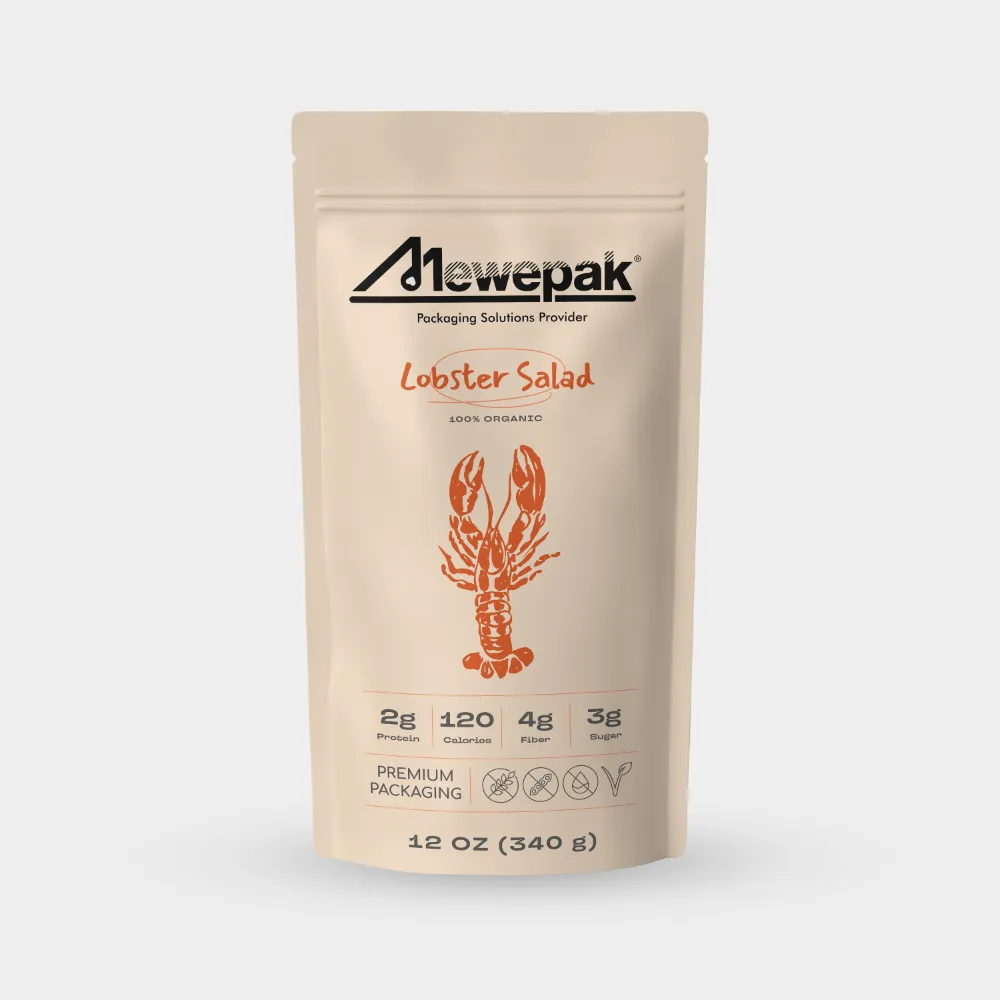 Mewepak®
Packaging Solutions Provider
Lobster Salad
100% ORGANIC
2g 120 4g 3g
Protein Calories Fiber Sugar
PREMIUM
PACKAGING
12 OZ (340 g)